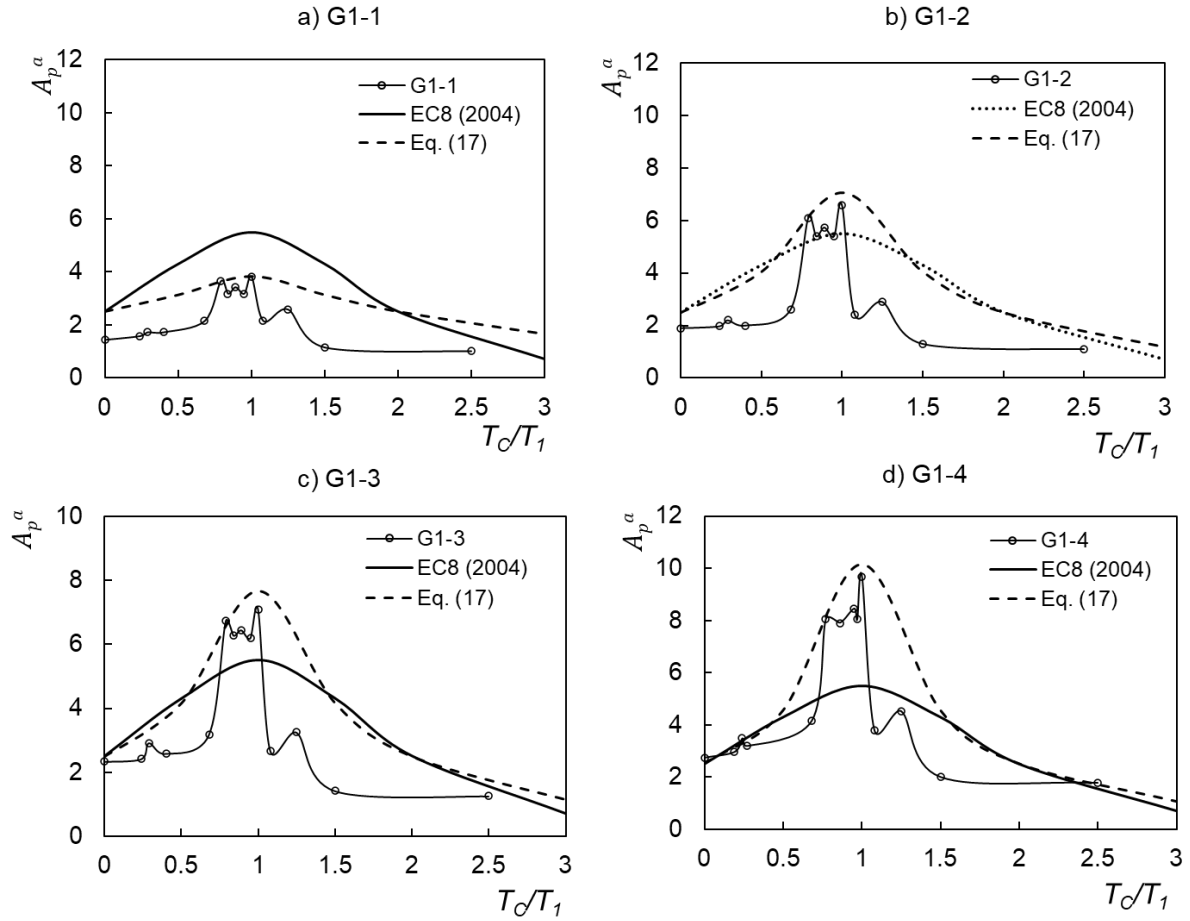 a) G1-1
A_p^a
12
10
8
6
4
2
0
G1-1
EC8 (2004)
Eq. (17)
0 0.5 1 1.5 2 2.5 3
T_C/T_1
b) G1-2
A_p^a
12
10
8
6
4
2
0
G1-2
EC8 (2004)
Eq. (17)
0 0.5 1 1.5 2 2.5 3
T_C/T_1
c) G1-3
A_p^a
10
8
6
4
2
0
G1-3
EC8 (2004)
Eq. (17)
0 0.5 1 1.5 2 2.5 3
T_C/T_1
d) G1-4
A_p^a
12
10
8
6
4
2
0
G1-4
EC8 (2004)
Eq. (17)
0 0.5 1 1.5 2 2.5 3
T_C/T_1